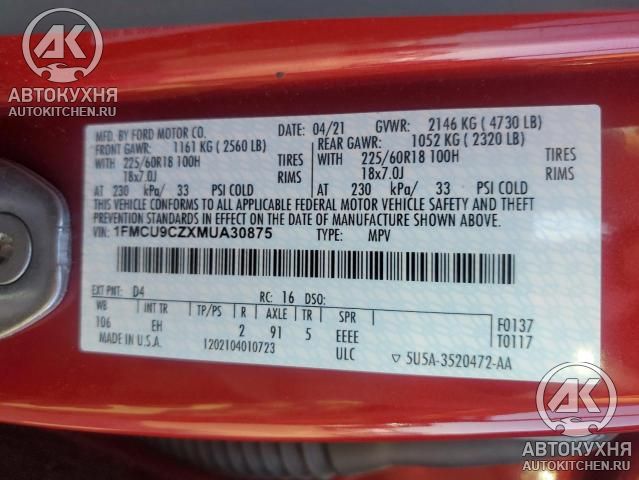 АК
АВТОКУХНЯ
AUTOKITCHEN.RU
MFD. BY FORD MOTOR CO. DATE: 04/21 GVWR: 2146 KG ( 4730 LB)
FRONT GAWR: 1161 KG ( 2560 LB) REAR GAWR: 1052 KG ( 2320 LB)
WITH 225/60R18 100H TIRES WITH 225/60R18 100H TIRES
18x7.0J RIMS 18x7.0J RIMS
AT 230 kPa/ 33 PSI COLD AT 230 kPa/ 33 PSI COLD
THIS VEHICLE CONFORMS TO ALL APPLICABLE FEDERAL MOTOR VEHICLE SAFETY AND THEFT
PREVENTION STANDARDS IN EFFECT ON THE DATE OF MANUFACTURE SHOWN ABOVE.
VIN: 1FMCU9CZXMUA30875 TYPE: MPV
EXT PNT: D4 RC: 16 DSO:
WB INT TR TP/PS R AXLE TR SPR
106 EH 2 91 5 EEEE F0137
T0117
MADE IN U.S.A. 1202104010723 ULC ▽ 5U5A-3520472-AA
АК
АВТОКУХНЯ
AUTOKITCHEN.RU